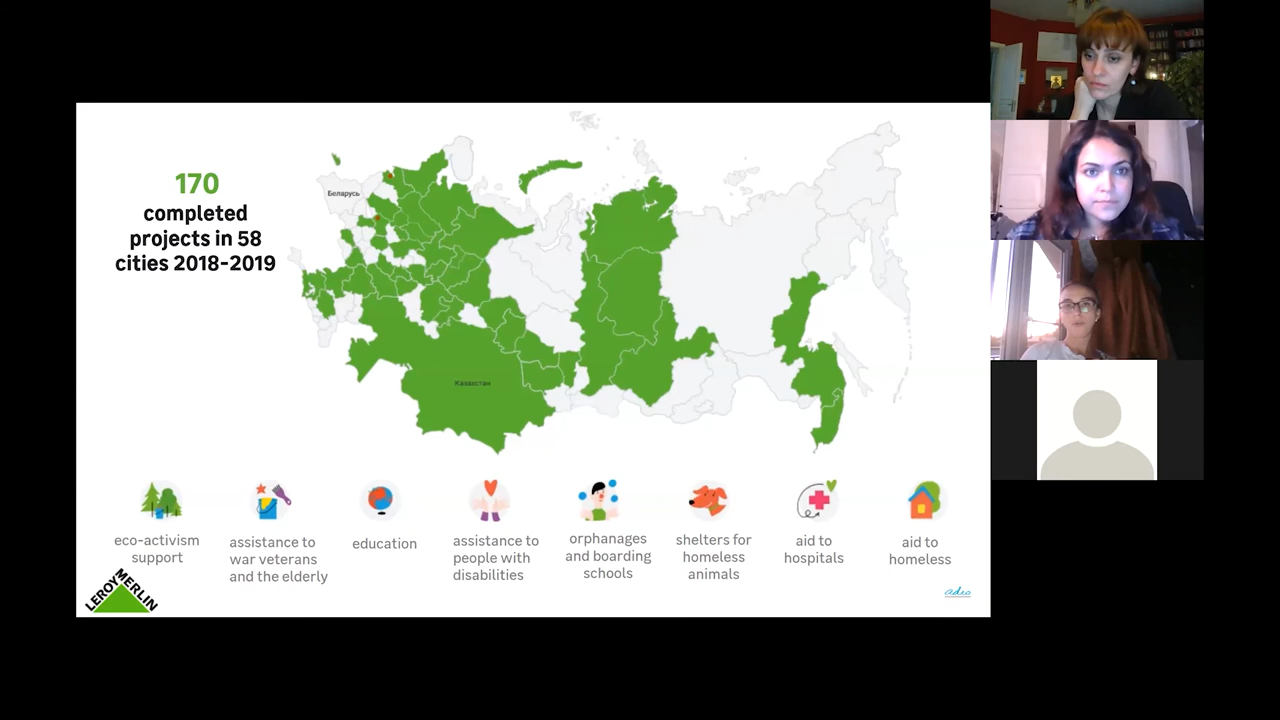 170
completed
projects in 58
cities 2018-2019
Беларусь
Казахстан
eco-activism
support
assistance to
war veterans
and the elderly
education
assistance to
people with
disabilities
orphanages
and boarding
schools
shelters for
homeless
animals
aid to
hospitals
aid to
homeless
LEROY MERLIN
adeo